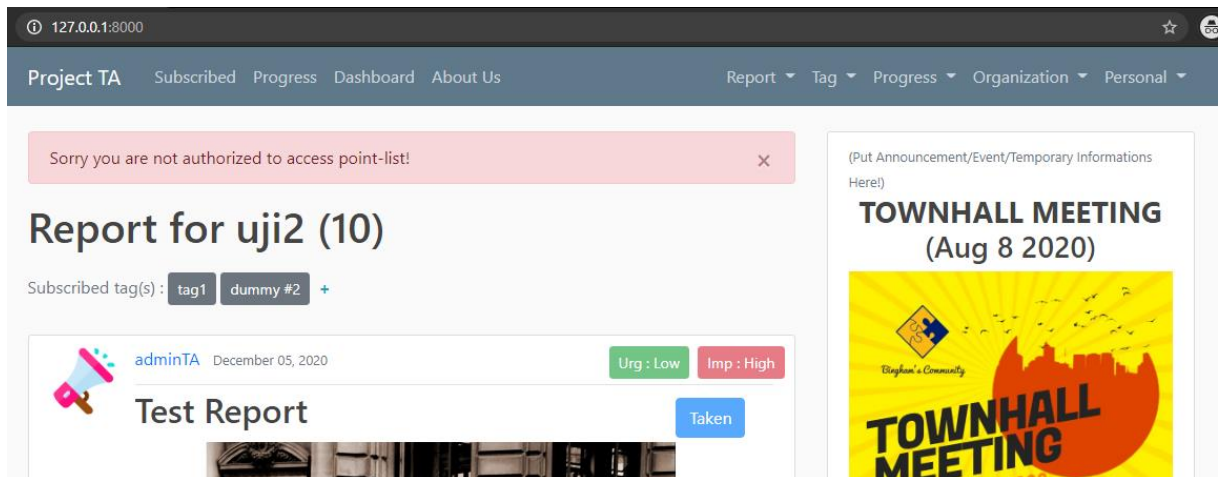 127.0.0.1:8000
Project TA Subscribed Progress Dashboard About Us Report Tag Progress Organization Personal
Sorry you are not authorized to access point-list! ×
Report for uji2 (10)
Subscribed tag(s) : tag1 dummy #2 +
adminTA December 05, 2020 Urg : Low Imp : High
Test Report Taken
(Put Announcement/Event/Temporary Informations
Here!)
TOWNHALL MEETING
(Aug 8 2020)
Bingham's Community
TOWNHALL
MEETING